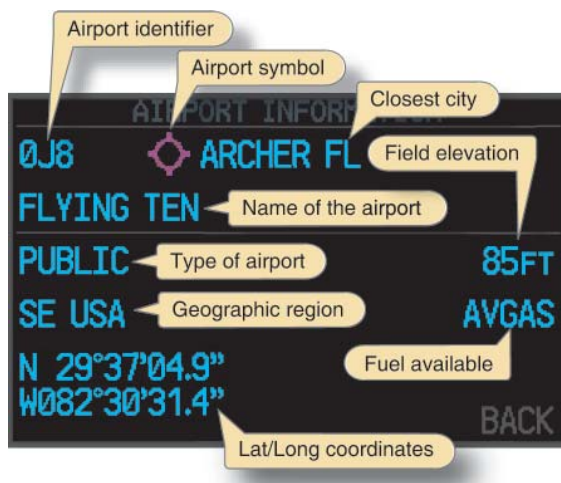 Airport identifier
Airport symbol
Closest city
0J8 ARCHER FL
Field elevation
FLYING TEN
Name of the airport
PUBLIC
Type of airport
85FT
SE USA
Geographic region
AVGAS
Fuel available
N 29°37'04.9"
W082°30'31.4"
Lat/Long coordinates
BACK